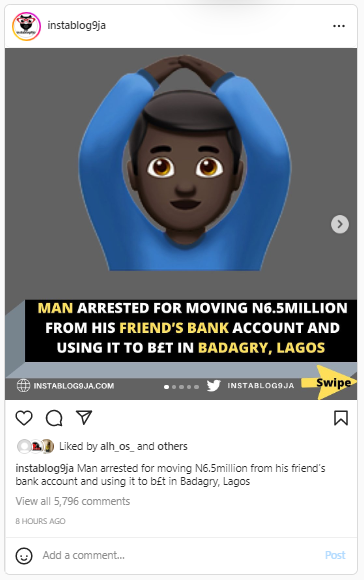 instablog9ja
MAN ARRESTED FOR MOVING N6.5MILLION
FROM HIS FRIEND'S BANK ACCOUNT AND
USING IT TO B£T IN BADAGRY, LAGOS
INSTABLOG9JA.COM
INSTABLOG9JA
Swipe
Liked by alh_os_ and others
instablog9ja Man arrested for moving N6.5million from his friend's
bank account and using it to b£t in Badagry, Lagos
View all 5,796 comments
8 HOURS AGO
Add a comment...
Post